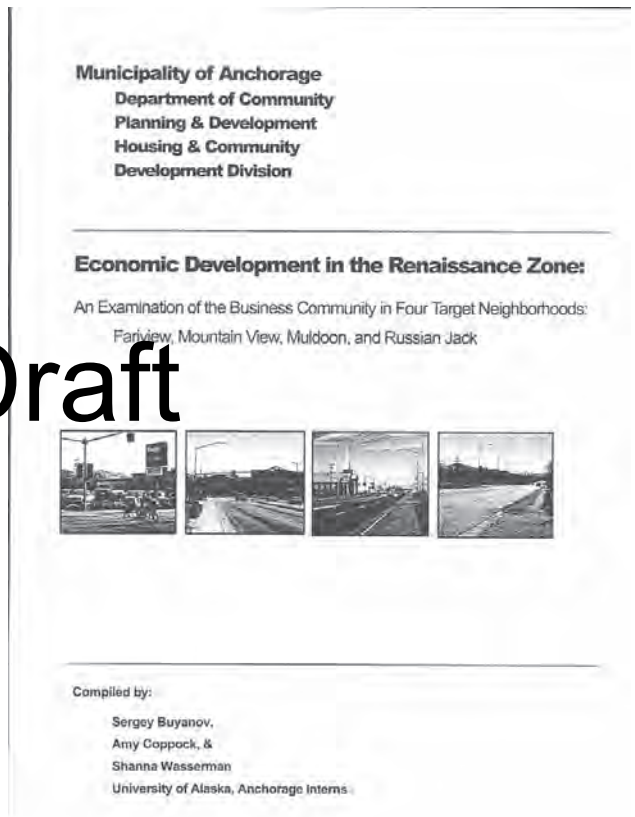 Municipality of Anchorage
Department of Community
Planning & Development
Housing & Community
Development Division
Economic Development in the Renaissance Zone:
An Examination of the Business Community in Four Target Neighborhoods:
Fariview, Mountain View, Muldoon, and Russian Jack
Draft
Compiled by:
Sergey Buyanov,
Amy Coppock, &
Shanna Wasserman
University of Alaska, Anchorage Interns